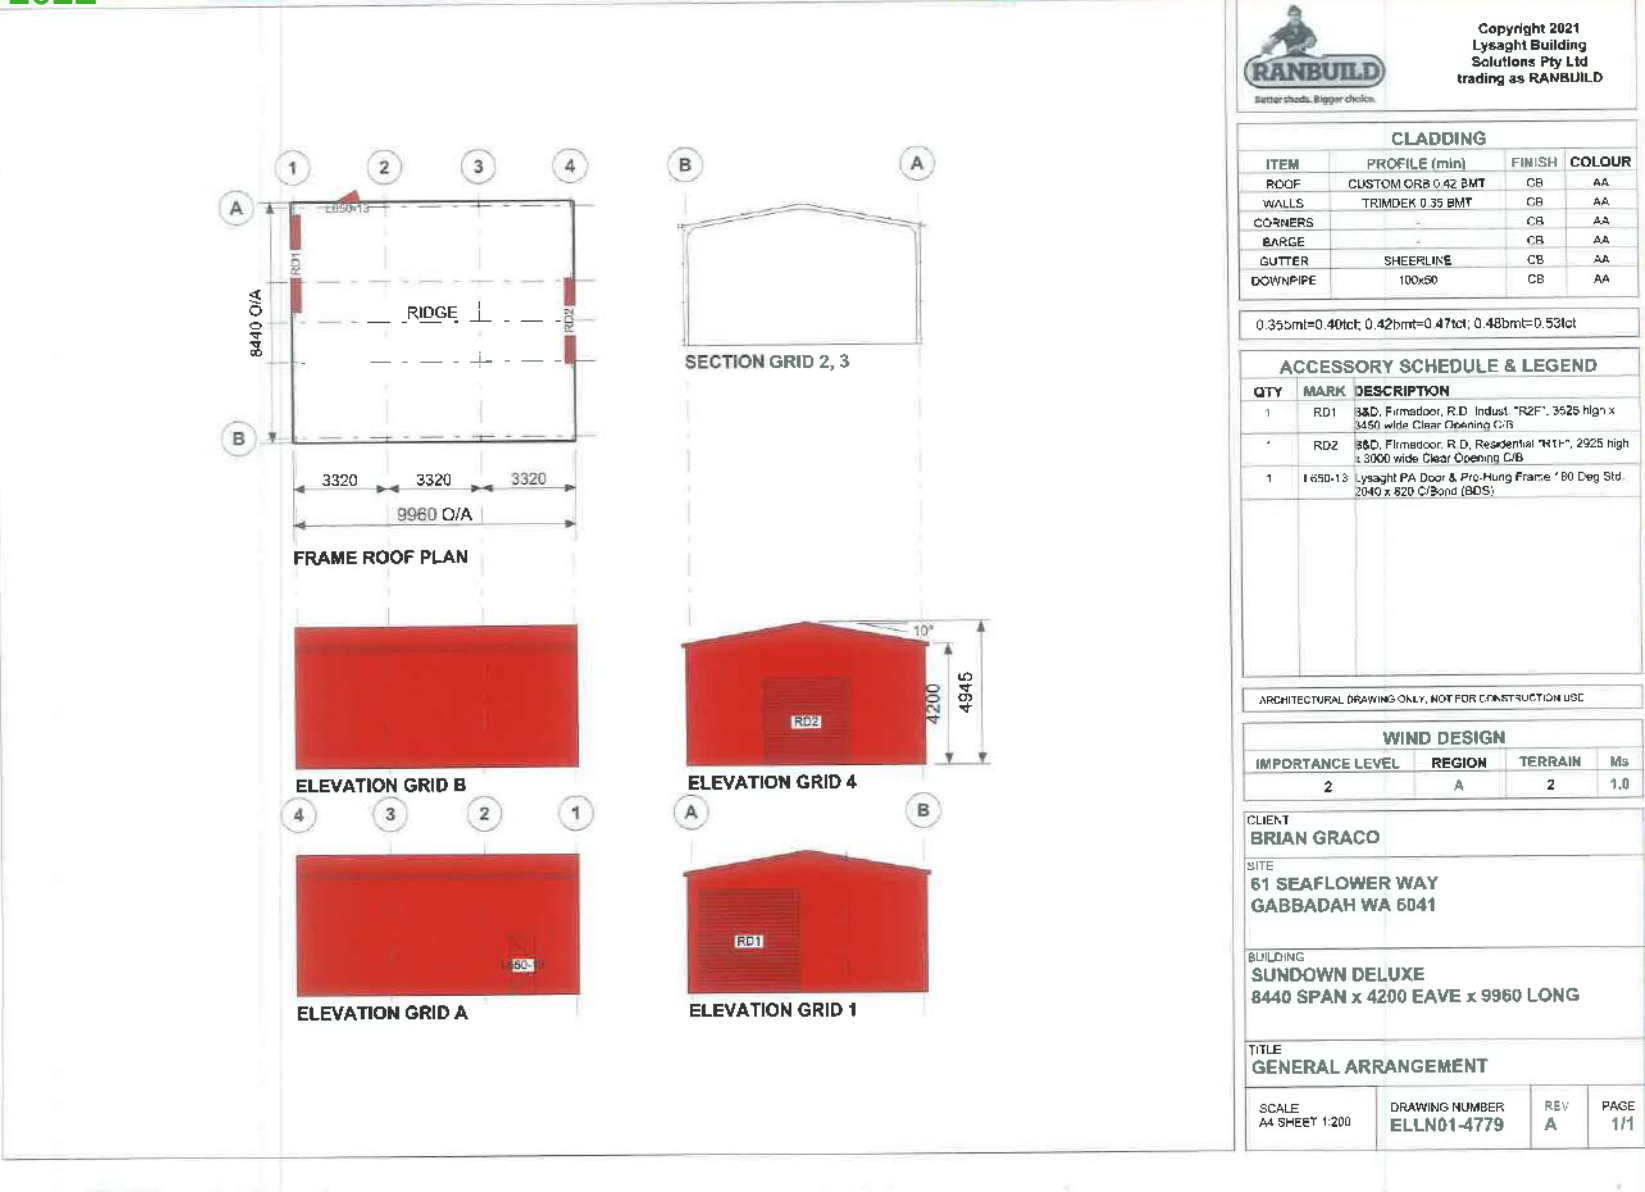 2022
1 2 3 4
A
L650-13
RD1
RIDGE
RD2
8440 O/A
B
3320 3320 3320
9960 O/A
FRAME ROOF PLAN
B A
SECTION GRID 2, 3
ELEVATION GRID B
10°
4200
4945
RD2
ELEVATION GRID 4
4 3 2 1
L650-13
ELEVATION GRID A
A B
RD1
ELEVATION GRID 1
RANBUILD
Better sheds. Bigger choice.
Copyright 2021
Lysaght Building
Solutions Pty Ltd
trading as RANBUILD
CLADDING
ITEM PROFILE (min) FINISH COLOUR
ROOF CUSTOM ORB 0.42 BMT CB AA
WALLS TRIMDEK 0.35 BMT CB AA
CORNERS - CB AA
BARGE - CB AA
GUTTER SHEERLINE CB AA
DOWNPIPE 100x50 CB AA
0.35bmt=0.40tct; 0.42bmt=0.47tct; 0.48bmt=0.53tct
ACCESSORY SCHEDULE & LEGEND
QTY MARK DESCRIPTION
1 RD1 B&D, Firmadoor, R.D. Indust. "R2F", 3525 high x
3450 wide Clear Opening C/B
RD2 B&D, Firmadoor, R.D, Residential "R1F", 2925 high
x 3000 wide Clear Opening C/B
1 L650-13 Lysaght PA Door & Pre-Hung Frame 180 Deg Std.
2040 x 820 C/Bond (BDS)
ARCHITECTURAL DRAWING ONLY, NOT FOR CONSTRUCTION USE
WIND DESIGN
IMPORTANCE LEVEL REGION TERRAIN Ms
2 A 2 1.0
CLIENT
BRIAN GRACO
SITE
61 SEAFLOWER WAY
GABBADAH WA 6041
BUILDING
SUNDOWN DELUXE
8440 SPAN x 4200 EAVE x 9960 LONG
TITLE
GENERAL ARRANGEMENT
SCALE DRAWING NUMBER REV PAGE
A4 SHEET 1:200 ELLN01-4779 A 1/1